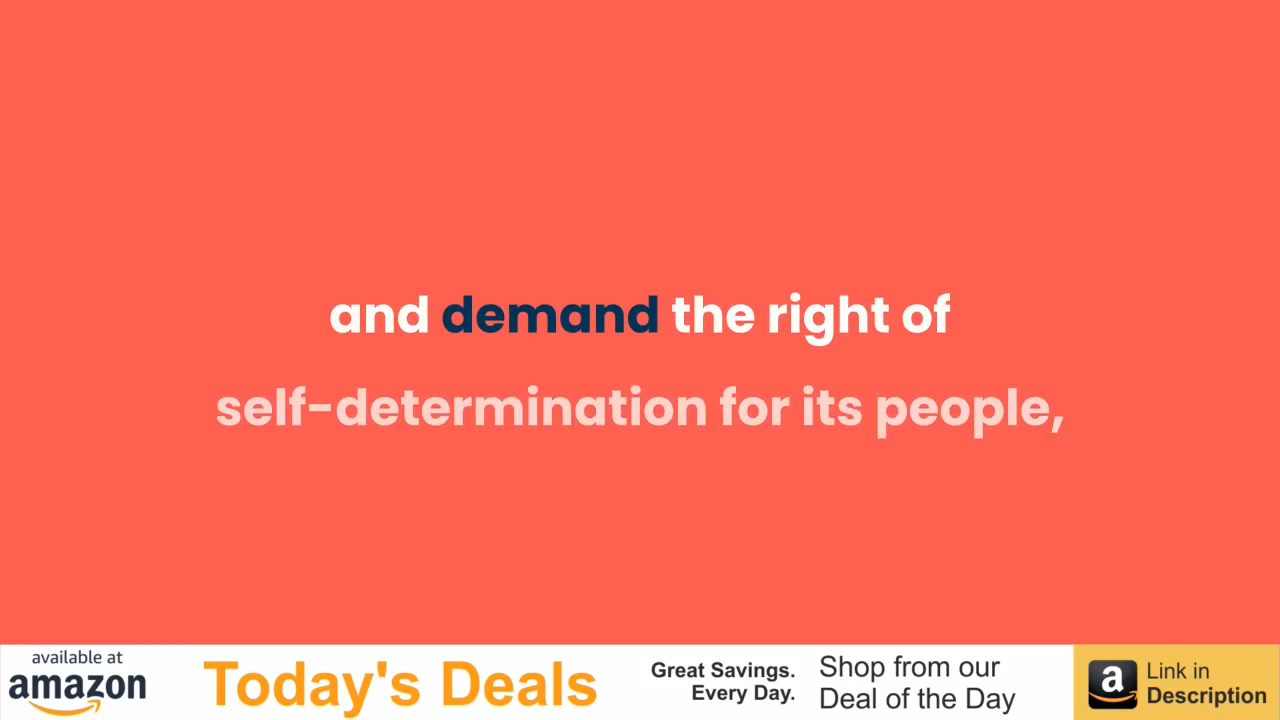 and demand the right of
self-determination for its people,
available at
amazon
Today's Deals
Great Savings.
Every Day.
Shop from our
Deal of the Day
a
Link in
Description